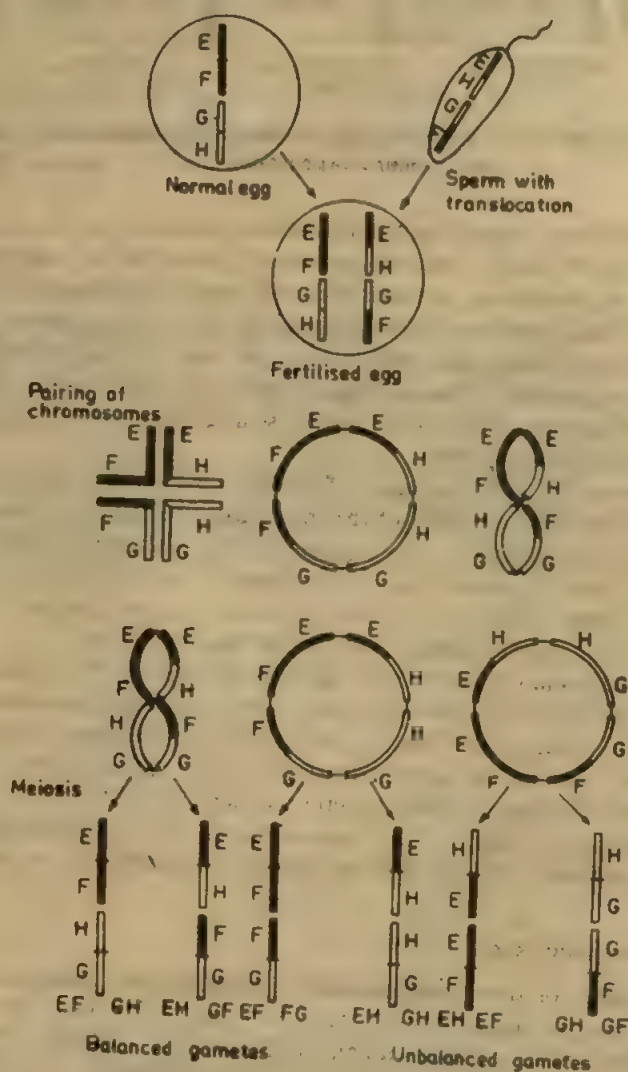 E
F
G
H
E
H
G
F
Normal egg
Sperm with
translocation
E E
F H
G G
H F
Fertilised egg
Pairing of
chromosomes
E E E E E E
F H F H F H
F H F H H F
G G G G G G
E E E E H H
F H F H E G
H F F H E G
G G G G F F
Meiosis
E E E E H H
F H F H E G
H F F H E G
G G G G F F
EF GH EH GF EF FG EH GH EH EF GH GF
Balanced gametes Unbalanced gametes